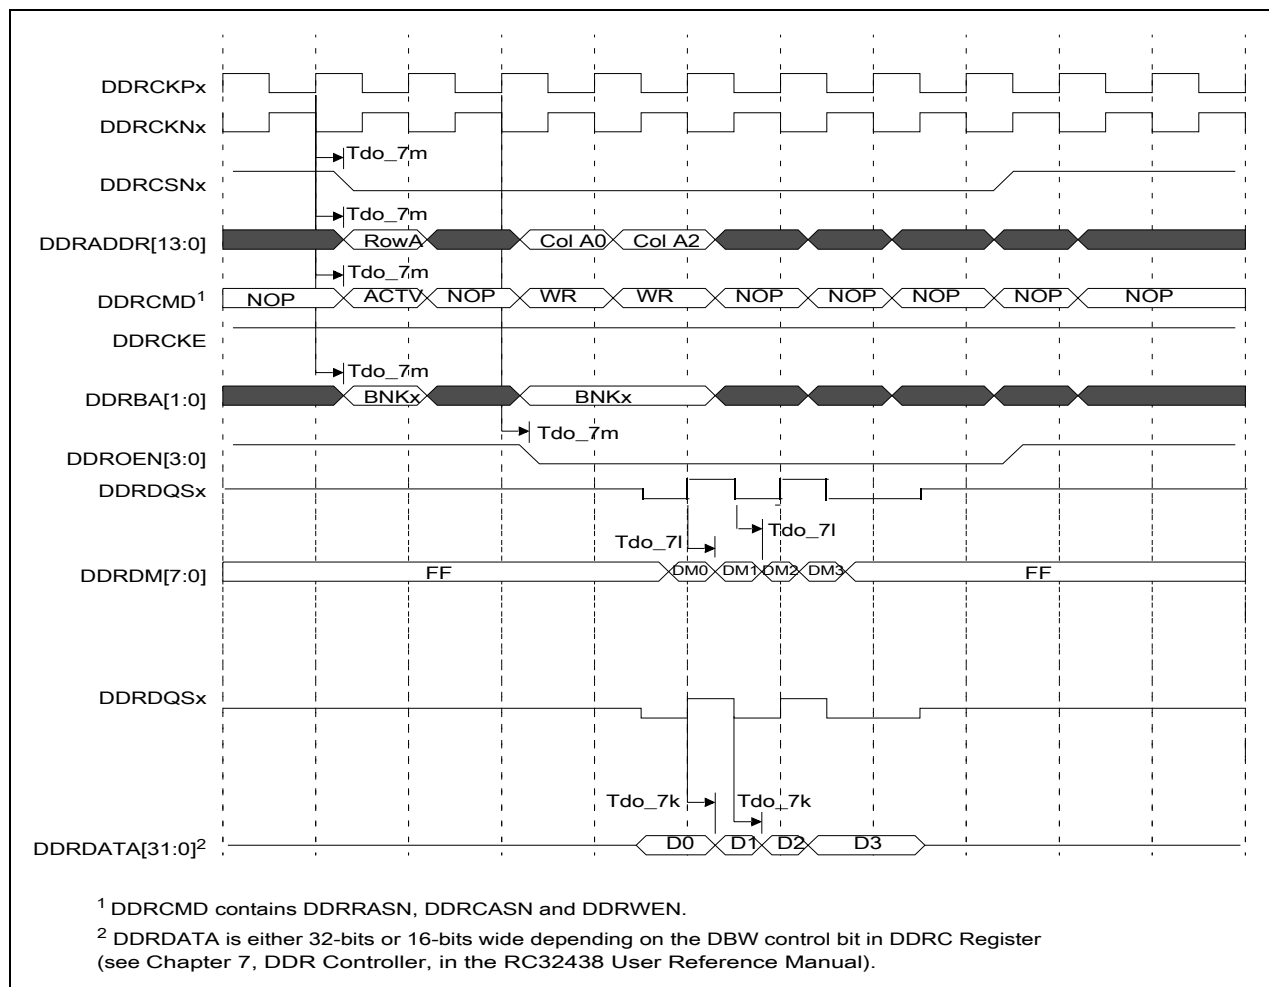 DDRCKPx
DDRCKNx
Tdo_7m
DDRCSNx
Tdo_7m
DDRADDR[13:0] RowA Col A0 Col A2
Tdo_7m
DDRCMD1 NOP ACTV NOP WR WR NOP NOP NOP NOP NOP
DDRCKE
Tdo_7m
DDRBA[1:0] BNKx BNKx
Tdo_7m
DDROEN[3:0]
DDRDQSx
Tdo_7l Tdo_7l
DDRDM[7:0] FF DM0 DM1 DM2 DM3 FF
DDRDQSx
Tdo_7k Tdo_7k
DDRDATA[31:0]2 D0 D1 D2 D3
1 DDRCMD contains DDRRASN, DDRCASN and DDRWEN.
2 DDRDATA is either 32-bits or 16-bits wide depending on the DBW control bit in DDRC Register
(see Chapter 7, DDR Controller, in the RC32438 User Reference Manual).